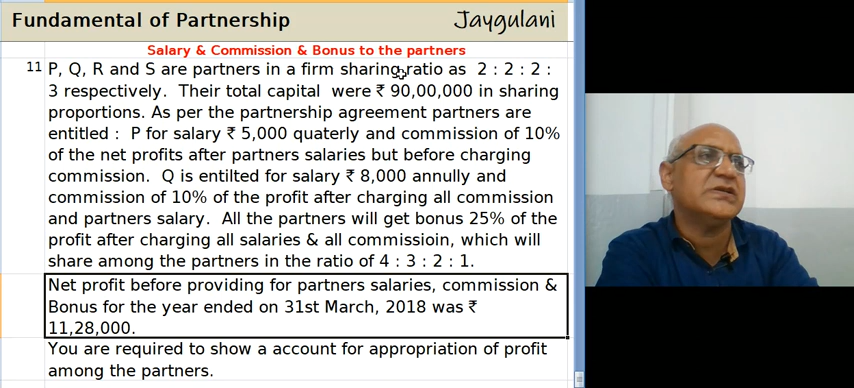 Fundamental of Partnership
Jaygulani
Salary & Commission & Bonus to the partners
11 P, Q, R and S are partners in a firm sharing ratio as 2 : 2 : 2 :
3 respectively. Their total capital were ₹ 90,00,000 in sharing
proportions. As per the partnership agreement partners are
entitled : P for salary ₹ 5,000 quaterly and commission of 10%
of the net profits after partners salaries but before charging
commission. Q is entilted for salary ₹ 8,000 annully and
commission of 10% of the profit after charging all commission
and partners salary. All the partners will get bonus 25% of the
profit after charging all salaries & all commissioin, which will
share among the partners in the ratio of 4 : 3 : 2 : 1.
Net profit before providing for partners salaries, commission &
Bonus for the year ended on 31st March, 2018 was ₹
11,28,000.
You are required to show a account for appropriation of profit
among the partners.